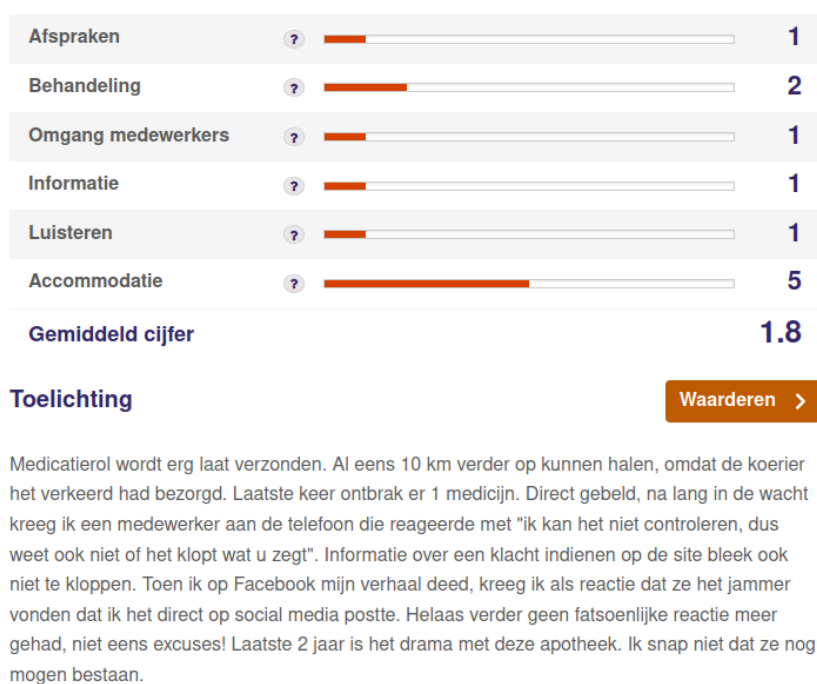 Afspraken ? 1
Behandeling ? 2
Omgang medewerkers ? 1
Informatie ? 1
Luisteren ? 1
Accommodatie ? 5
Gemiddeld cijfer 1.8
Toelichting Waarderen
Medicatierol wordt erg laat verzonden. Al eens 10 km verder op kunnen halen, omdat de koerier
het verkeerd had bezorgd. Laatste keer ontbrak er 1 medicijn. Direct gebeld, na lang in de wacht
kreeg ik een medewerker aan de telefoon die reageerde met "ik kan het niet controleren, dus
weet ook niet of het klopt wat u zegt". Informatie over een klacht indienen op de site bleek ook
niet te kloppen. Toen ik op Facebook mijn verhaal deed, kreeg ik als reactie dat ze het jammer
vonden dat ik het direct op social media postte. Helaas verder geen fatsoenlijke reactie meer
gehad, niet eens excuses! Laatste 2 jaar is het drama met deze apotheek. Ik snap niet dat ze nog
mogen bestaan.